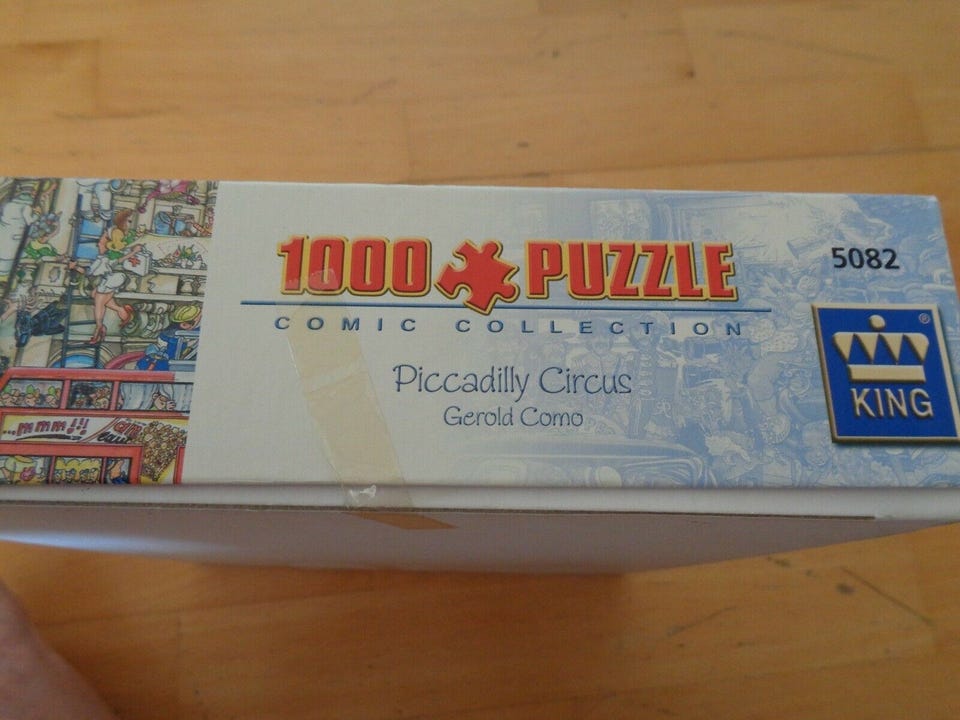 1000 PUZZLE
5082
COMIC COLLECTION
Piccadilly Circus
Gerold Como
®
KING
...mmm!!